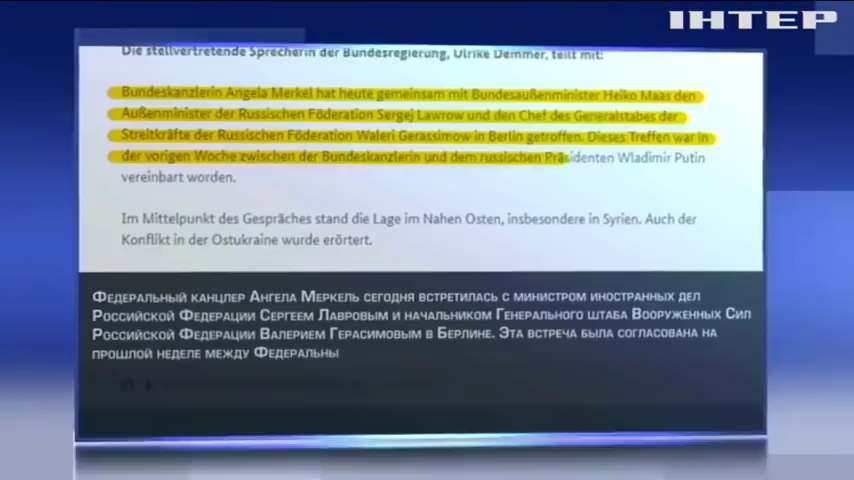 ІНТЕР
Die stellvertretende Sprecherin der Bundesregierung, Ulrike Demmer, teilt mit:
Bundeskanzlerin Angela Merkel hat heute gemeinsam mit Bundesaußenminister Heiko Maas den
Außenminister der Russischen Föderation Sergej Lawrow und den Chef des Generalstabes der
Streitkräfte der Russischen Föderation Waleri Gerassimow in Berlin getroffen. Dieses Treffen war in
der vorigen Woche zwischen der Bundeskanzlerin und dem russischen Präsidenten Wladimir Putin
vereinbart worden.
Im Mittelpunkt des Gespräches stand die Lage im Nahen Osten, insbesondere in Syrien. Auch der
Konflikt in der Ostukraine wurde erörtert.
Федеральный канцлер Ангела Меркель сегодня встретилась с министром иностранных дел
Российской Федерации Сергеем Лавровым и начальником Генерального штаба Вооруженных Сил
Российской Федерации Валерием Герасимовым в Берлине. Эта встреча была согласована на
прошлой неделе между Федеральны